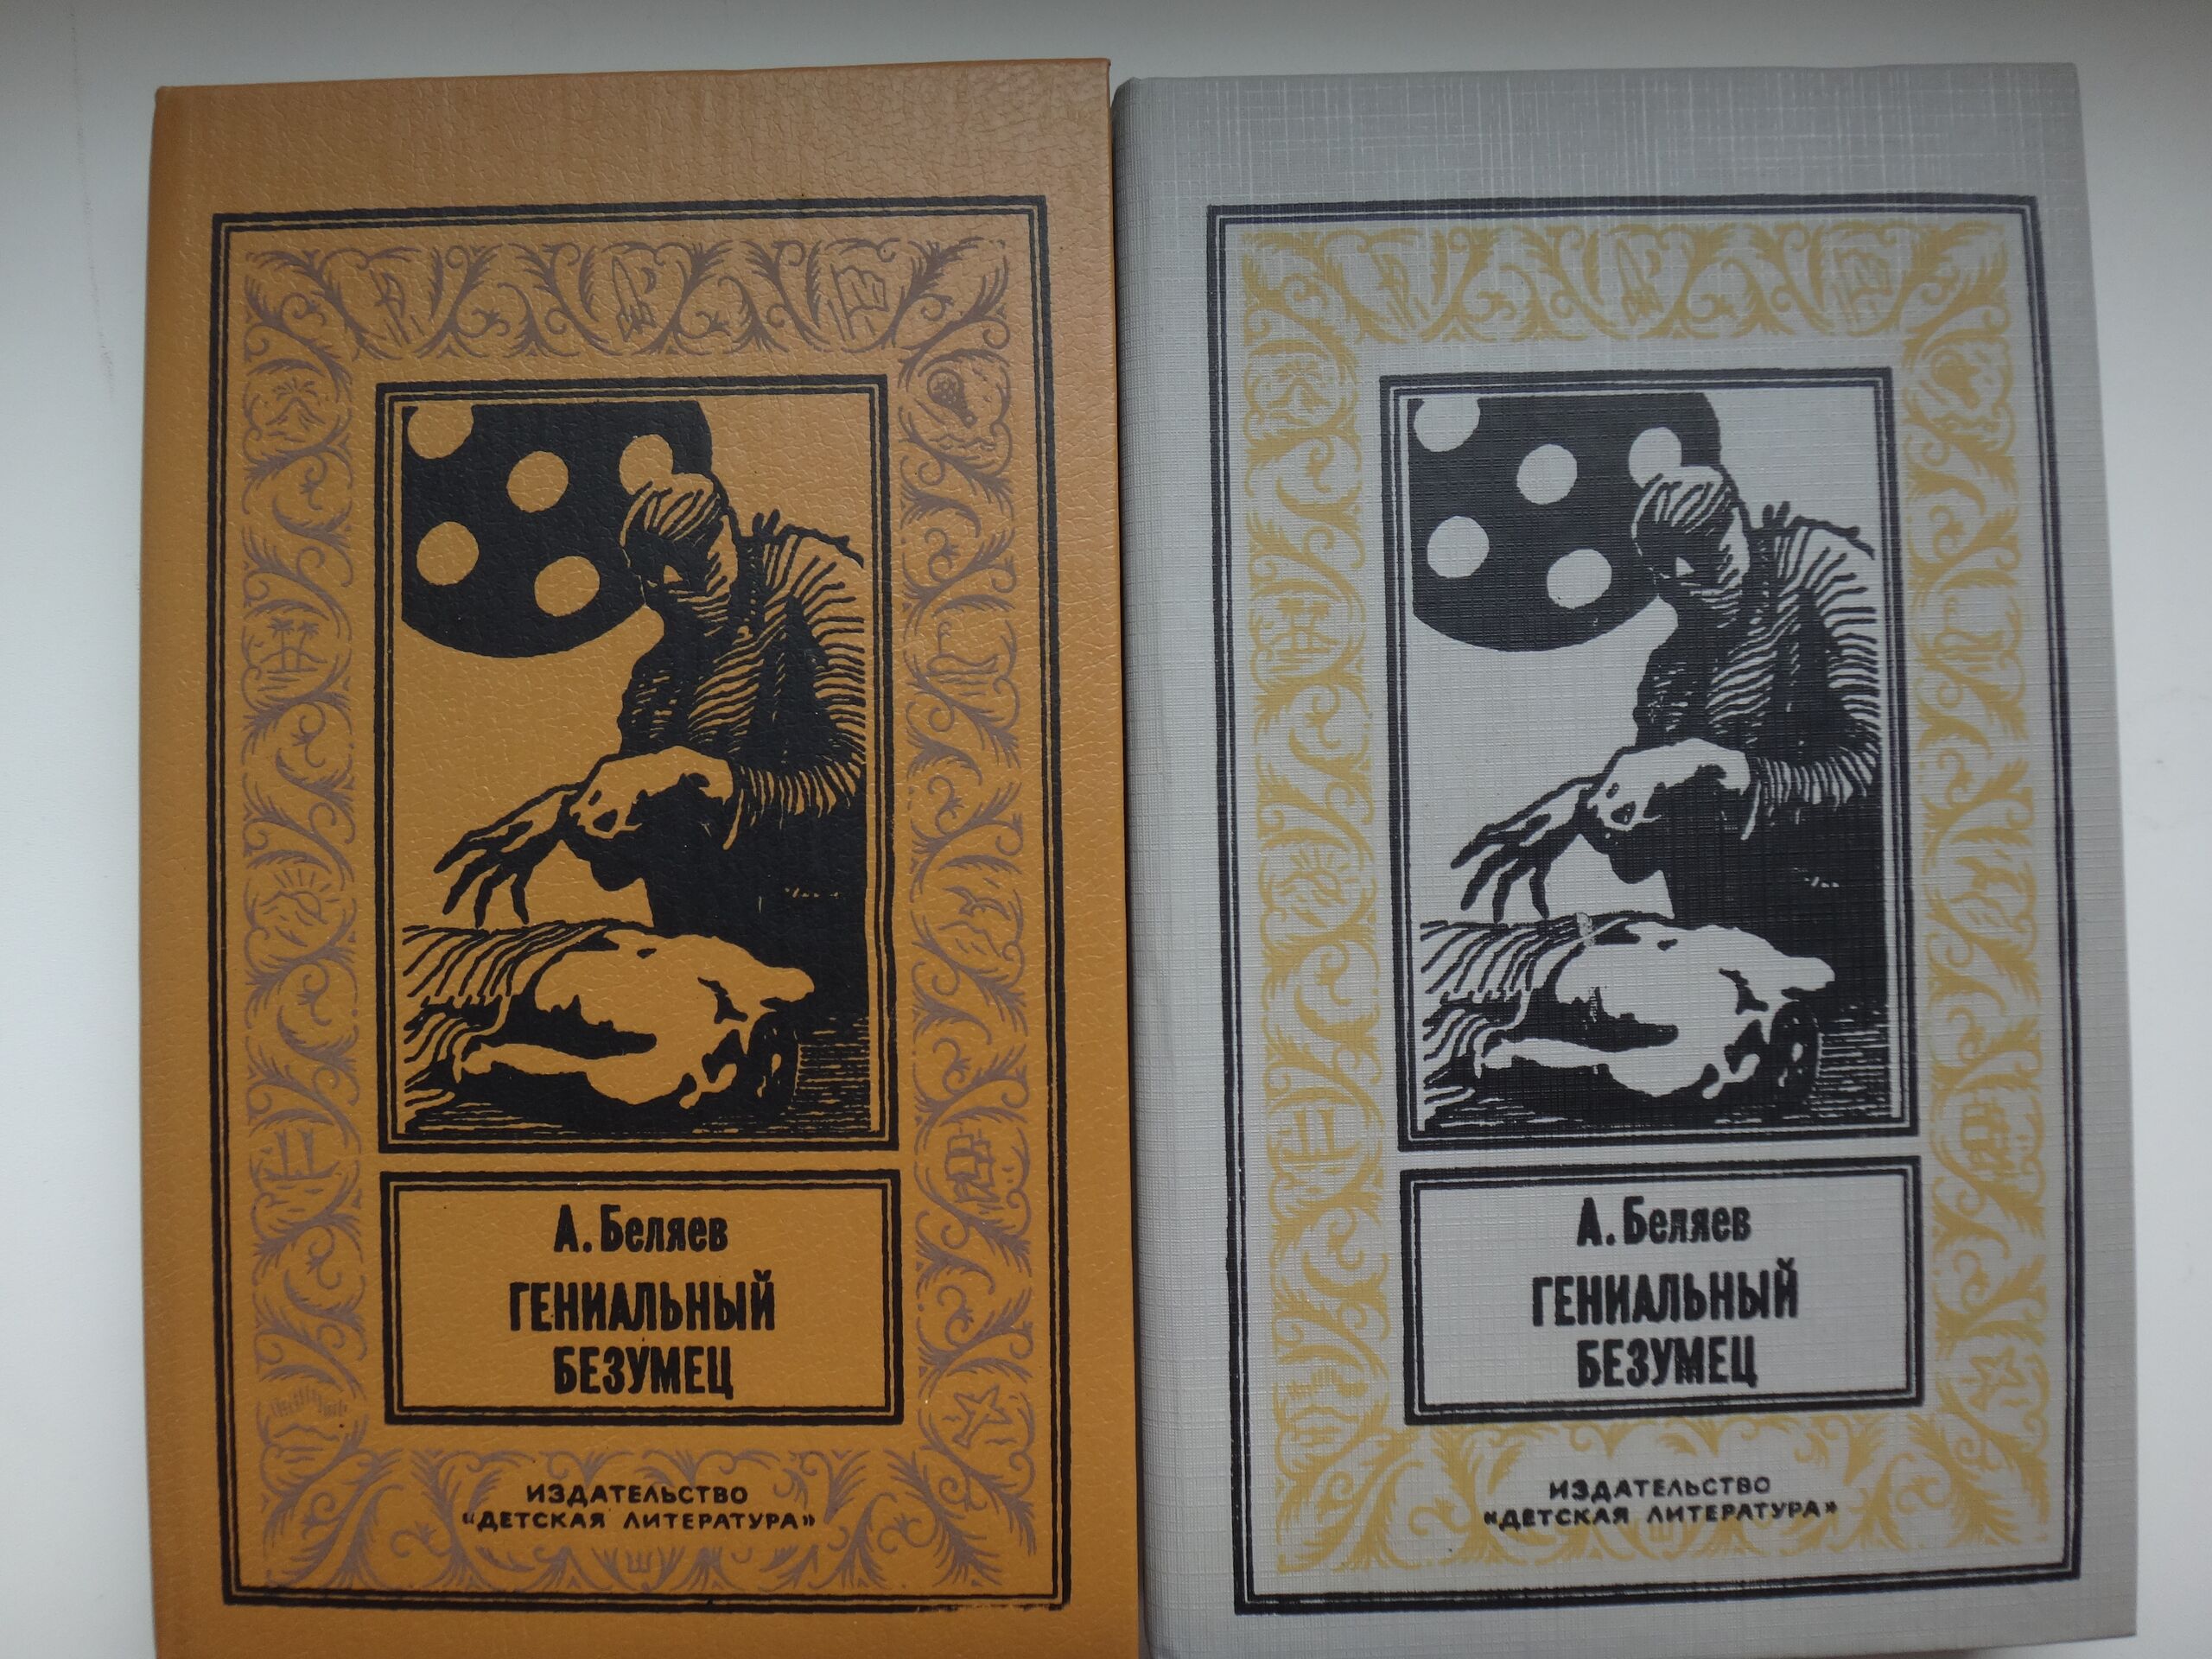 А. Беляев
ГЕНИАЛЬНЫЙ
БЕЗУМЕЦ
ИЗДАТЕЛЬСТВО
«ДЕТСКАЯ ЛИТЕРАТУРА»
А. Беляев
ГЕНИАЛЬНЫЙ
БЕЗУМЕЦ
ИЗДАТЕЛЬСТВО
«ДЕТСКАЯ ЛИТЕРАТУРА»